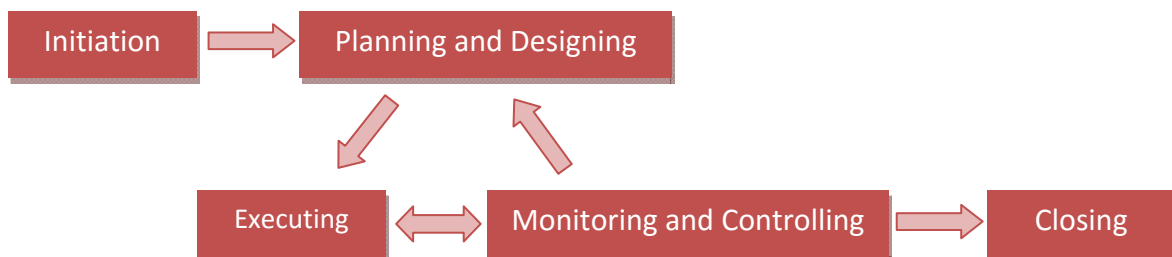 Initiation
Planning and Designing
Executing
Monitoring and Controlling
Closing